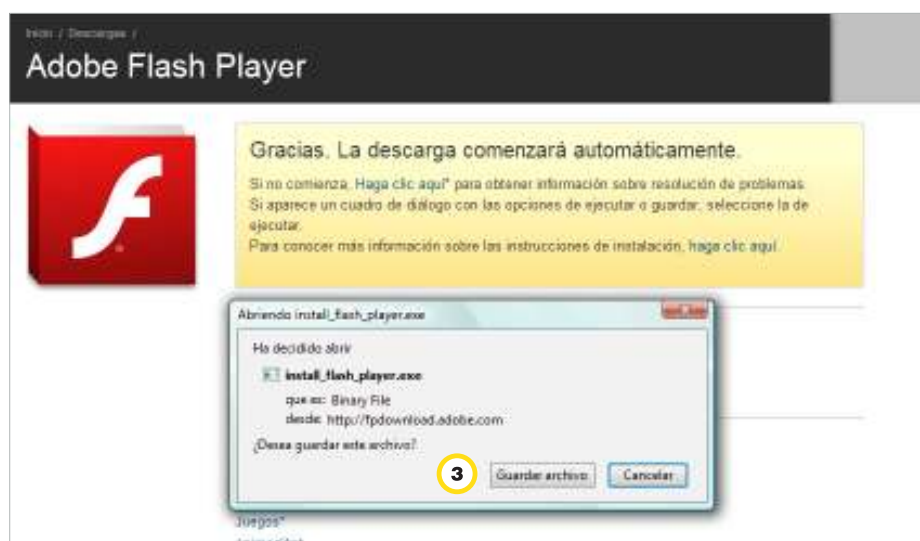 Inicio / Descargas /
Adobe Flash Player
Gracias. La descarga comenzará automáticamente.
Si no comienza, Haga clic aquí* para obtener información sobre resolución de problemas.
Si aparece un cuadro de diálogo con las opciones de ejecutar o guardar, seleccione la de
ejecutar.
Para conocer más información sobre las instrucciones de instalación, haga clic aquí.
Abriendo install_flash_player.exe
Ha decidido abrir
install_flash_player.exe
que es: Binary File
desde: http://fpdownload.adobe.com
¿Desea guardar este archivo?
3
Guardar archivo
Cancelar
Juegos*